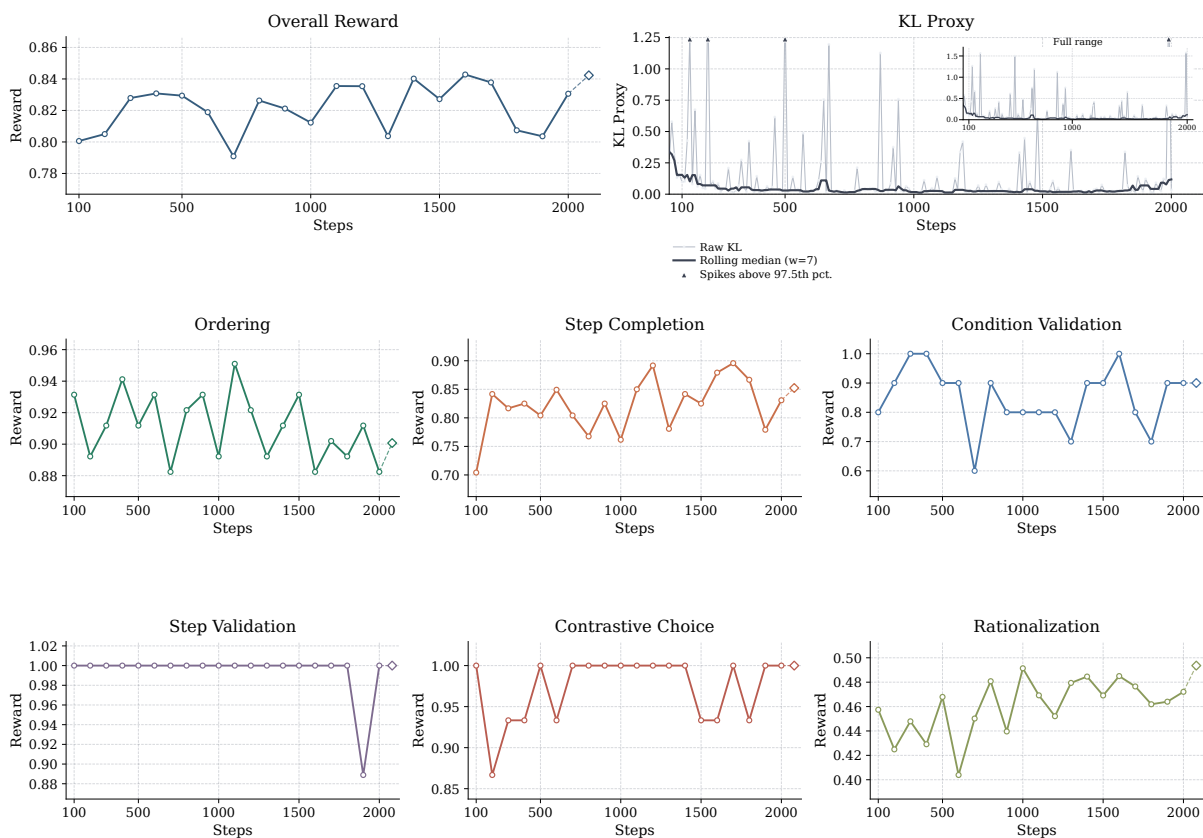 Overall Reward
0.86
0.84
0.82
0.80
0.78
Reward
100 500 1000 1500 2000
Steps
KL Proxy
1.25
1.00
0.75
0.50
0.25
0.00
KL Proxy
100 500 1000 1500 2000
Steps
Full range
1.5
1.0
0.5
0.0
100 1000 2000
Raw KL
Rolling median (w=7)
Spikes above 97.5th pct.
Ordering
0.96
0.94
0.92
0.90
0.88
Reward
100 500 1000 1500 2000
Steps
Step Completion
0.90
0.85
0.80
0.75
0.70
Reward
100 500 1000 1500 2000
Steps
Condition Validation
1.0
0.9
0.8
0.7
0.6
Reward
100 500 1000 1500 2000
Steps
Step Validation
1.02
1.00
0.98
0.96
0.94
0.92
0.90
0.88
Reward
100 500 1000 1500 2000
Steps
Contrastive Choice
1.00
0.95
0.90
0.85
Reward
100 500 1000 1500 2000
Steps
Rationalization
0.50
0.48
0.46
0.44
0.42
0.40
Reward
100 500 1000 1500 2000
Steps